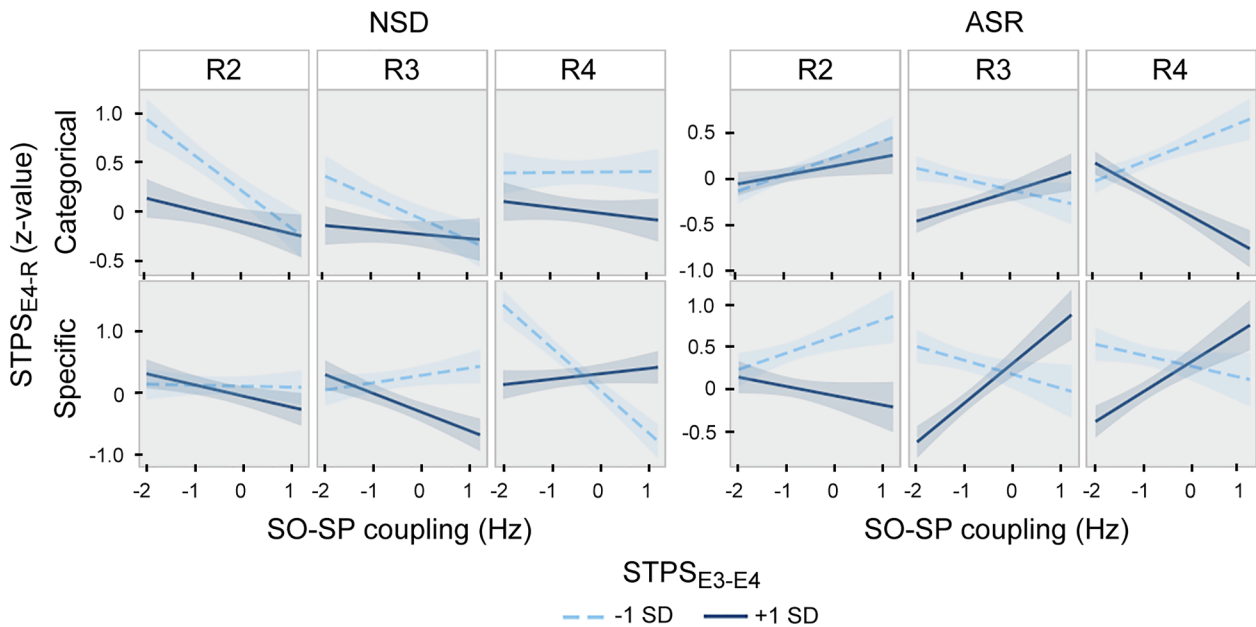 NSD ASR
R2 R3 R4 R2 R3 R4
STPSE4-R (z-value)
Categorical
1.0
0.5
0
-0.5
0.5
0
-0.5
-1.0
Specific
1.0
0
-1.0
1.0
0.5
0
-0.5
-2 -1 0 1 -2 -1 0 1 -2 -1 0 1 -2 -1 0 1 -2 -1 0 1 -2 -1 0 1
SO-SP coupling (Hz) SO-SP coupling (Hz)
STPSE3-E4
-1 SD +1 SD